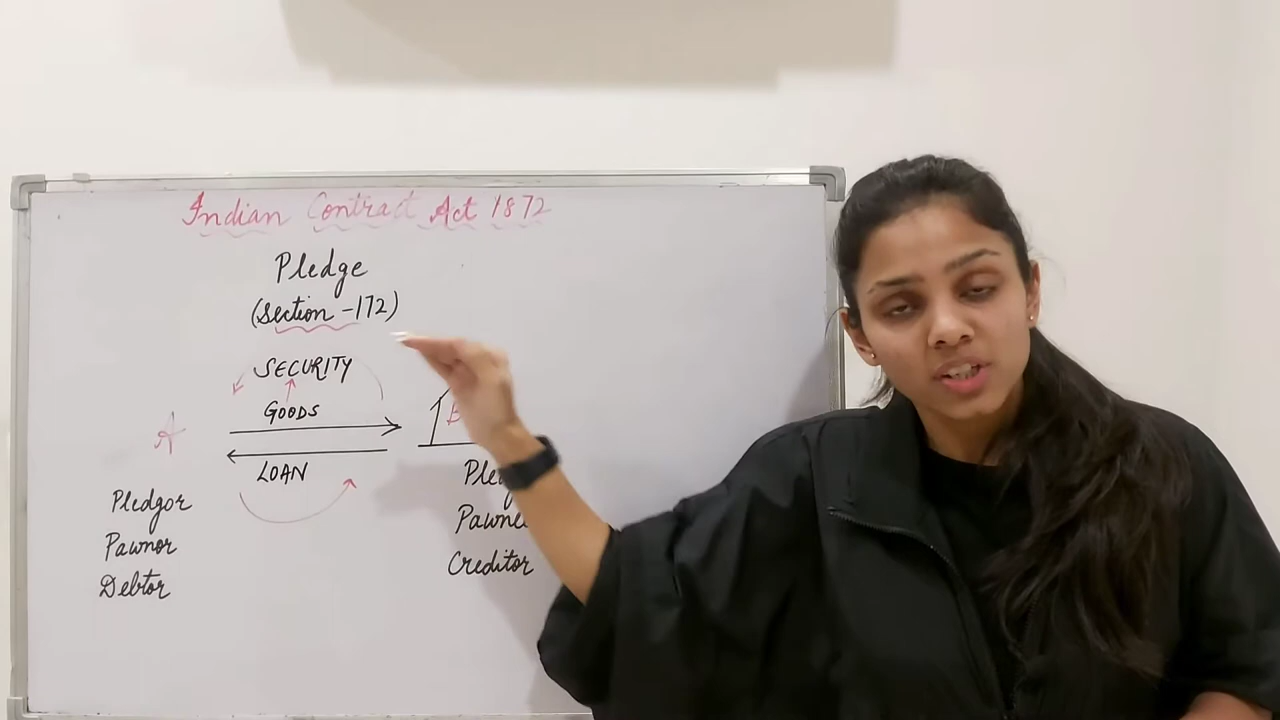 Indian Contract Act 1872
Pledge
(Section -172)
SECURITY
GOODS
A
LOAN
Pledgor
Pawnor
Debtor
Creditor